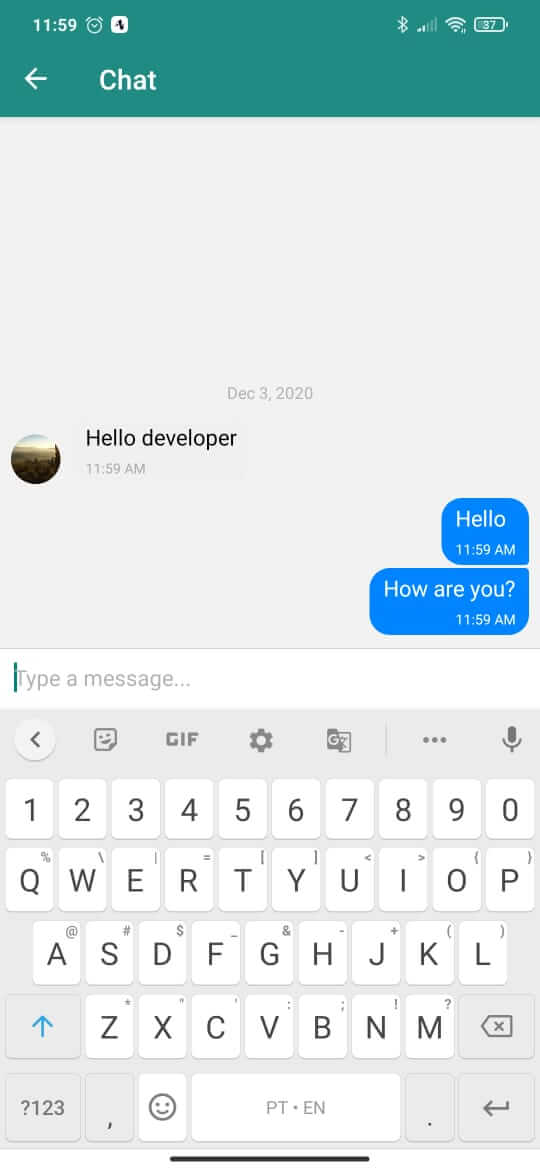 11:59
37
Chat
Dec 3, 2020
Hello developer
11:59 AM
Hello
11:59 AM
How are you?
11:59 AM
Type a message...
GIF
G
1 2 3 4 5 6 7 8 9 0
% \ | = [ ] < > { }
Q W E R T Y U I O P
@ # $ _ & - + ( )
A S D F G H J K L
* " ' : ; ! ?
Z X C V B N M
?123 , PT • EN .